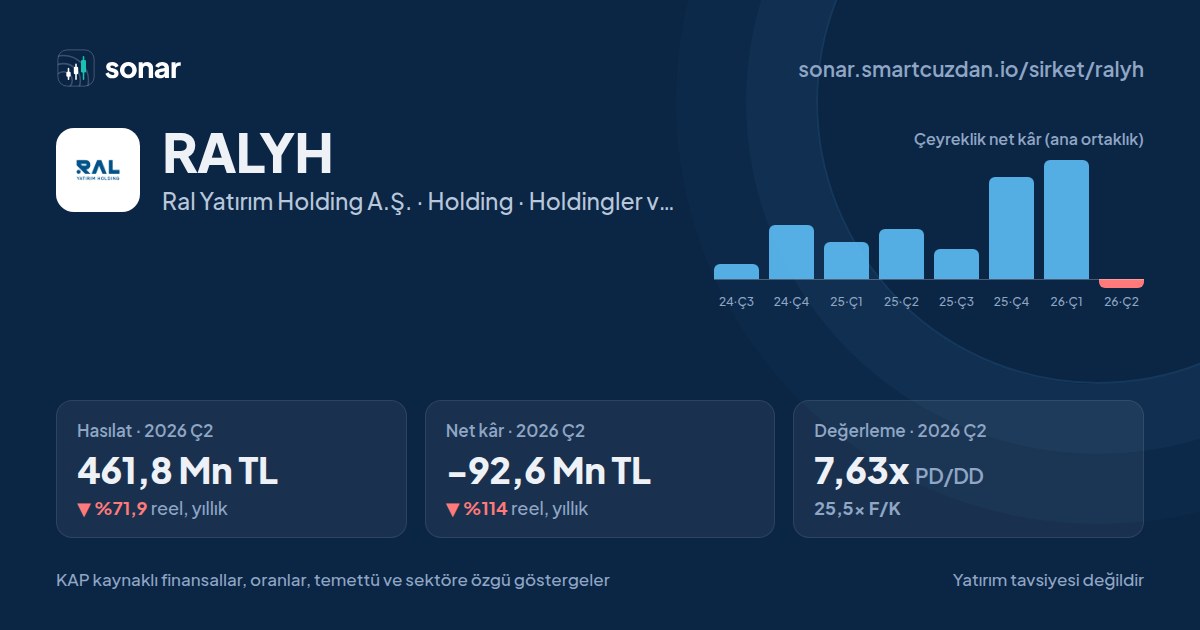 sonar
sonar.smartcuzdan.io/sirket/ralyh
RAL
YATIRIM HOLDİNG
RALYH
Ral Yatırım Holding A.Ş. · Holding · Holdingler v…
Çeyreklik net kâr (ana ortaklık)
24-Ç3 24-Ç4 25-Ç1 25-Ç2 25-Ç3 25-Ç4 26-Ç1 26-Ç2
Hasılat · 2026 Ç2
461,8 Mn TL
▼ %71,9 reel, yıllık
Net kâr · 2026 Ç2
−92,6 Mn TL
▼ %114 reel, yıllık
Değerleme · 2026 Ç2
7,63x PD/DD
25,5× F/K
KAP kaynaklı finansallar, oranlar, temettü ve sektöre özgü göstergeler
Yatırım tavsiyesi değildir